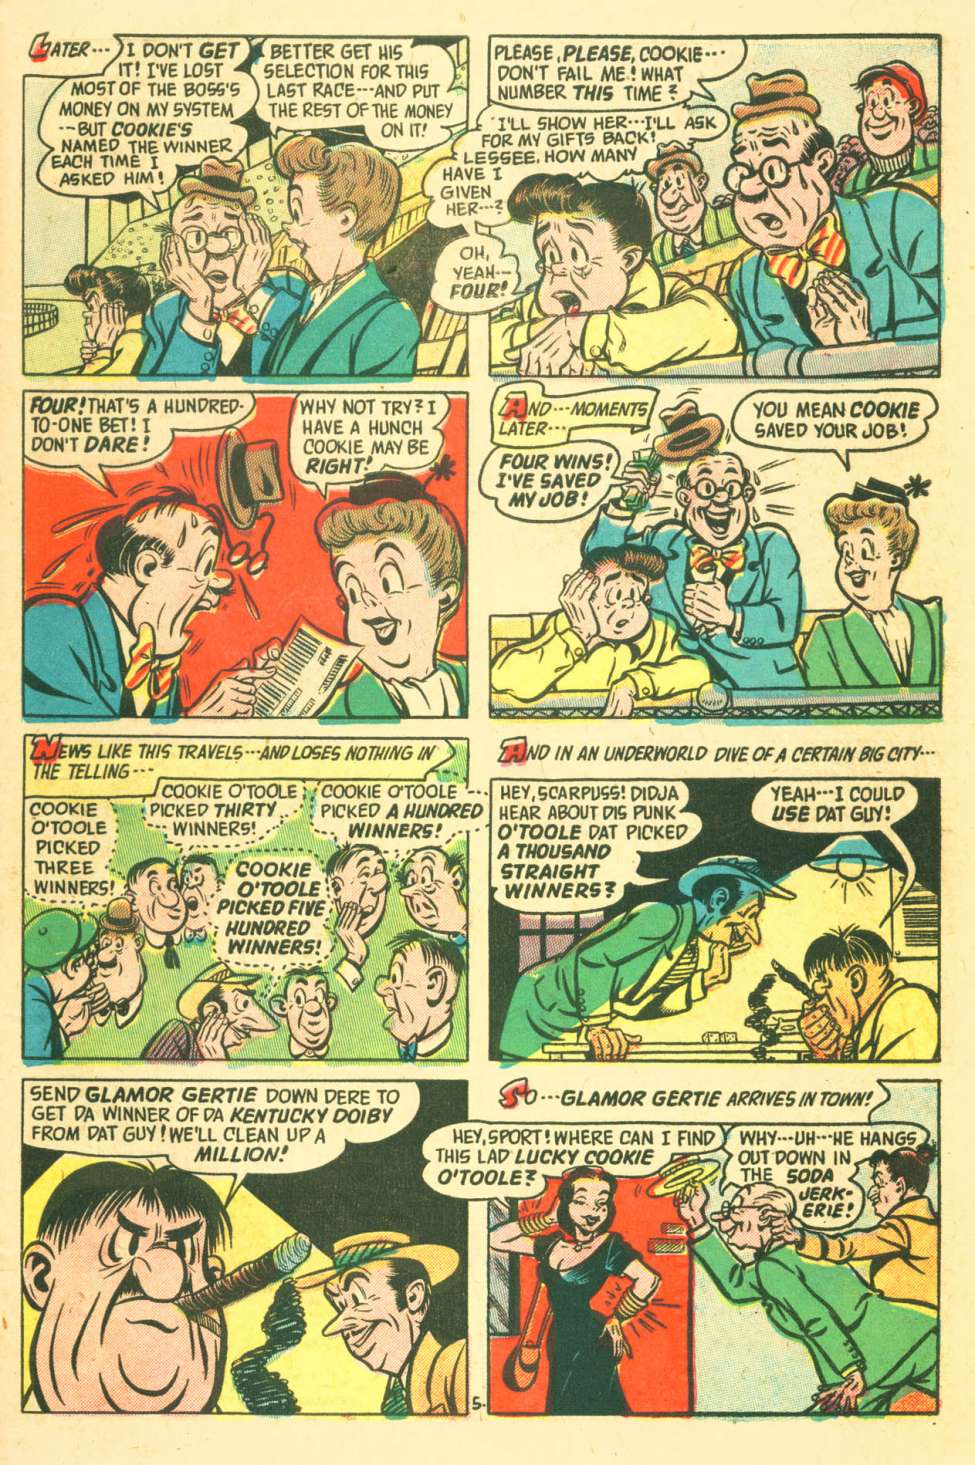 LATER---
I DON'T GET
IT! I'VE LOST
MOST OF THE BOSS'S
MONEY ON MY SYSTEM
--BUT COOKIE'S
NAMED THE WINNER
EACH TIME I
ASKED HIM!
BETTER GET HIS
SELECTION FOR THIS
LAST RACE---AND PUT
THE REST OF THE MONEY
ON IT!
PLEASE, PLEASE, COOKIE---
DON'T FAIL ME! WHAT
NUMBER THIS TIME?
I'LL SHOW HER---I'LL ASK
FOR MY GIFTS BACK!
LESSEE, HOW MANY
HAVE I
GIVEN
HER---?
OH,
YEAH--
FOUR!
FOUR! THAT'S A HUNDRED-
TO-ONE BET! I
DON'T DARE!
WHY NOT TRY? I
HAVE A HUNCH
COOKIE MAY BE
RIGHT!
AND---MOMENTS
LATER---
FOUR WINS!
I'VE SAVED
MY JOB!
YOU MEAN COOKIE
SAVED YOUR JOB!
NEWS LIKE THIS TRAVELS---AND LOSES NOTHING IN
THE TELLING---
COOKIE
O'TOOLE
PICKED
THREE
WINNERS!
COOKIE O'TOOLE
PICKED THIRTY
WINNERS!
COOKIE O'TOOLE
PICKED A HUNDRED
WINNERS!
COOKIE
O'TOOLE
PICKED FIVE
HUNDRED
WINNERS!
AND IN AN UNDERWORLD DIVE OF A CERTAIN BIG CITY---
HEY, SCARPUSS! DIDJA
HEAR ABOUT DIS PUNK
O'TOOLE DAT PICKED
A THOUSAND
STRAIGHT
WINNERS?
YEAH---I COULD
USE DAT GUY!
SEND GLAMOR GERTIE DOWN DERE TO
GET DA WINNER OF DA KENTUCKY DOIBY
FROM DAT GUY! WE'LL CLEAN UP A
MILLION!
SO---GLAMOR GERTIE ARRIVES IN TOWN!
HEY, SPORT! WHERE CAN I FIND
THIS LAD LUCKY COOKIE
O'TOOLE?
WHY---UH---HE HANGS
OUT DOWN IN
THE SODA
JERK-
ERIE!
5-